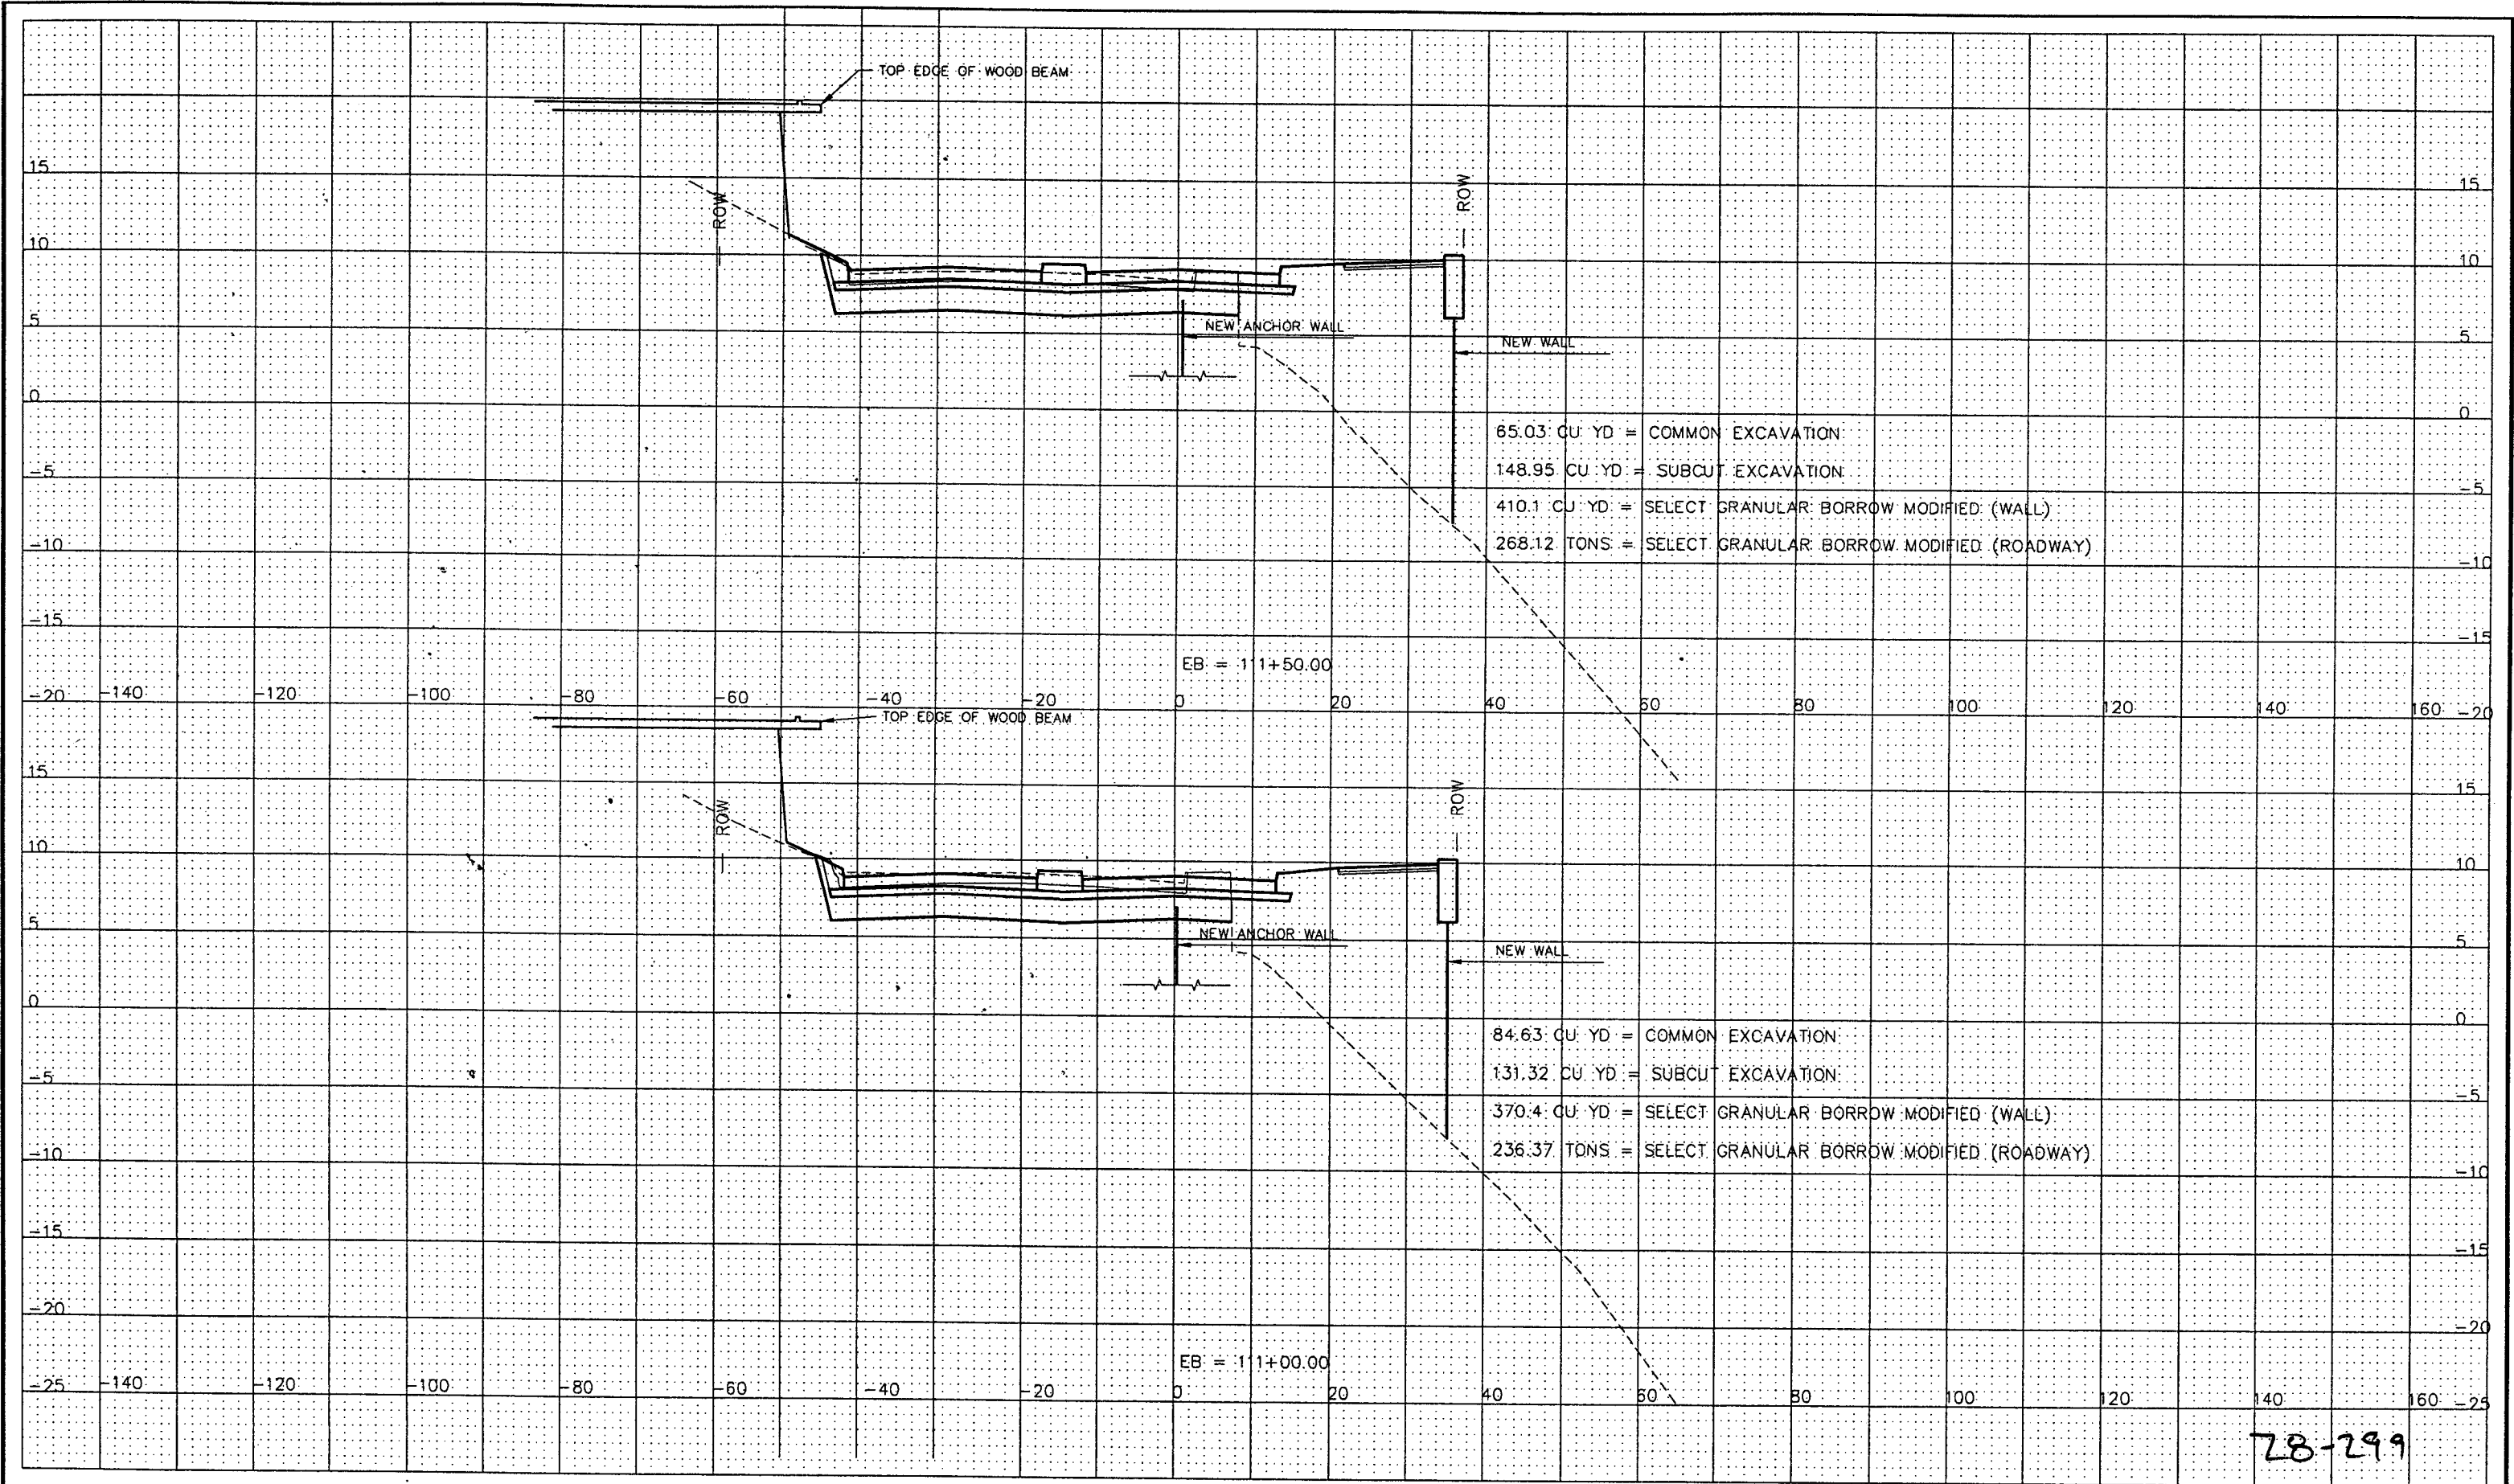 TOP EDGE OF WOOD BEAM
15 15
ROW ROW
10 10
5 NEW ANCHOR WALL NEW WALL 5
0 0
65.03 CU YD = COMMON EXCAVATION
-5 148.95 CU YD = SUBCUT EXCAVATION -5
410.1 CU YD = SELECT GRANULAR BORROW MODIFIED (WALL)
-10 268.12 TONS = SELECT GRANULAR BORROW MODIFIED (ROADWAY) -10
-15 -15
EB = 111+50.00
-20 -140 -120 -100 -80 -60 -40 -20 0 20 40 60 80 100 120 140 160 -20
TOP EDGE OF WOOD BEAM
15 15
ROW ROW
10 10
5 NEW ANCHOR WALL NEW WALL 5
0 0
84.63 CU YD = COMMON EXCAVATION
-5 131.32 CU YD = SUBCUT EXCAVATION -5
370.4 CU YD = SELECT GRANULAR BORROW MODIFIED (WALL)
-10 236.37 TONS = SELECT GRANULAR BORROW MODIFIED (ROADWAY) -10
-15 -15
-20 -20
EB = 111+00.00
-25 -140 -120 -100 -80 -60 -40 -20 0 20 40 60 80 100 120 140 160 -25
28-299